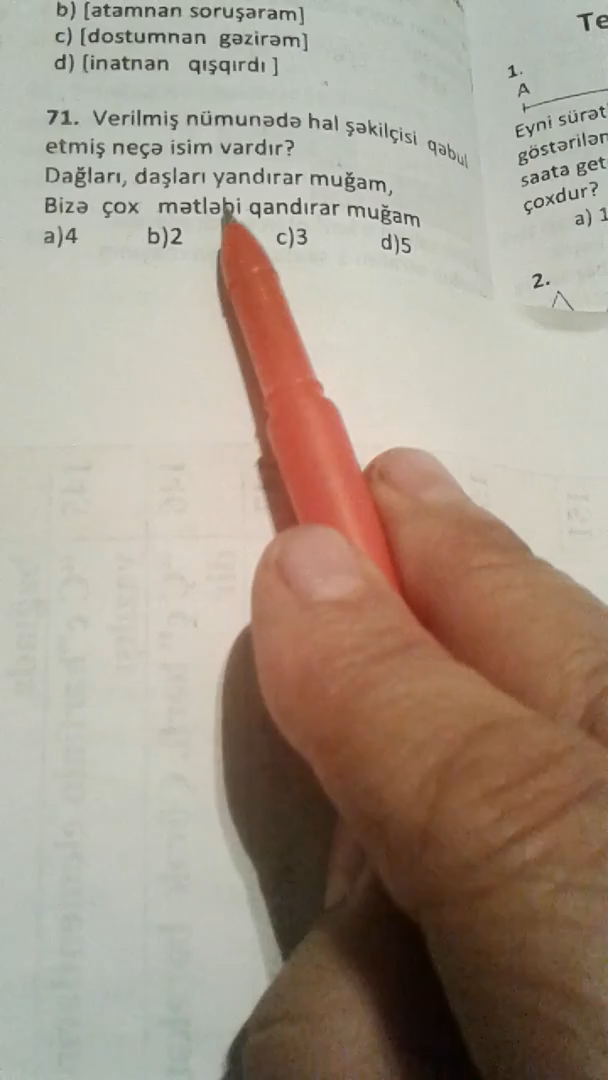 b) [atamnan soruşaram]
c) [dostumnan gəzirəm]
d) [inatnan qışqırdı ]
71. Verilmiş nümunədə hal şəkilçisi qəbul
etmiş neçə isim vardır?
Dağları, daşları yandırar muğam,
Bizə çox mətləbi qandırar muğam
a)4 b)2 c)3 d)5
Te
1.
A
Eyni sürət
göstərilən
saata get
çoxdur?
a) 1
2.